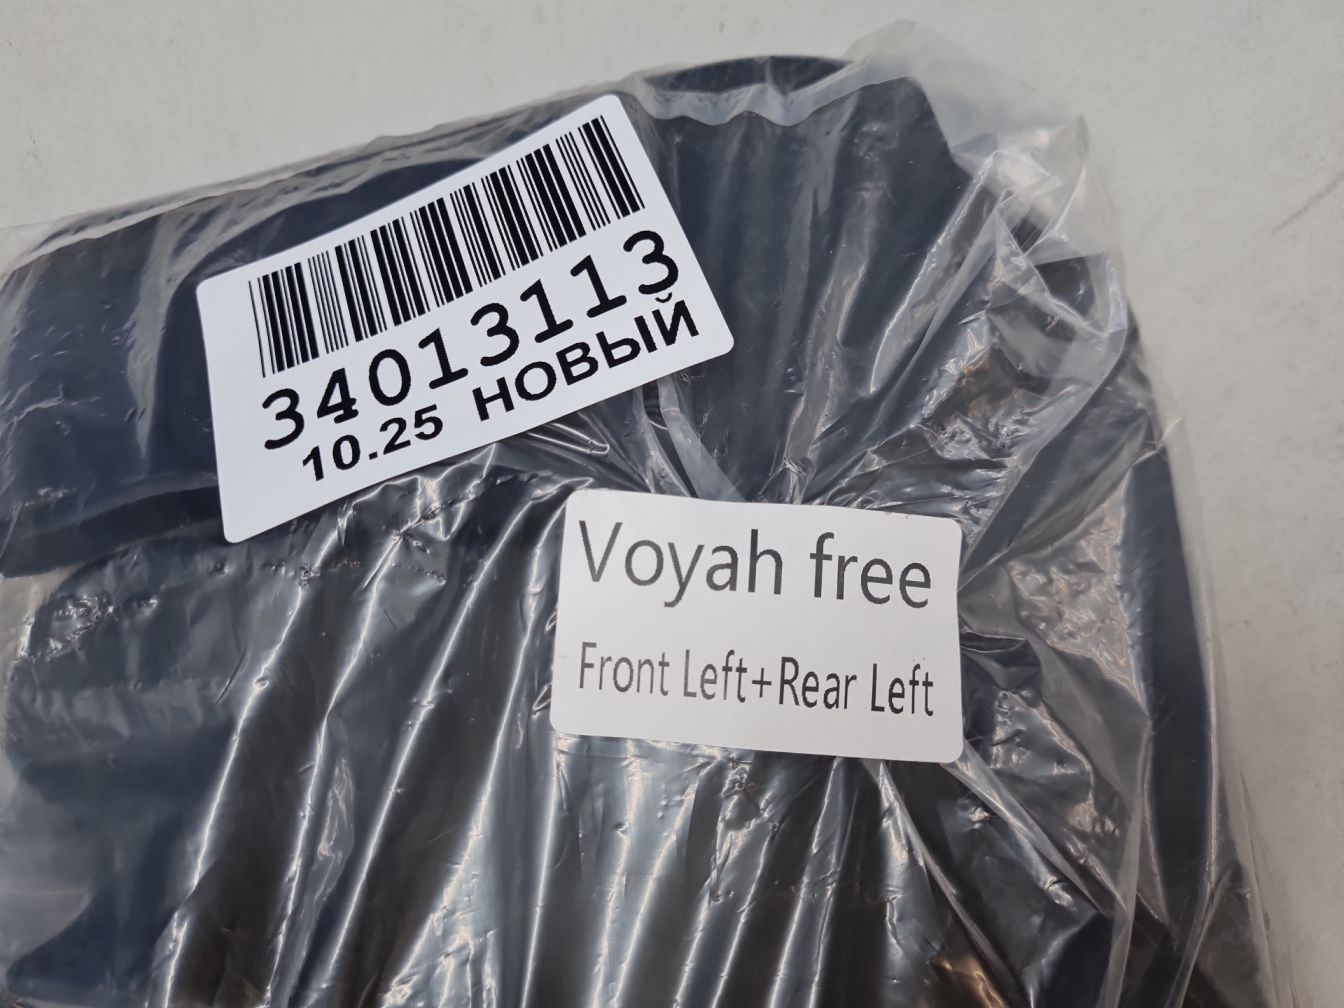 34013113
10.25 НОВЫЙ
Voyah free
Front Left+Rear Left